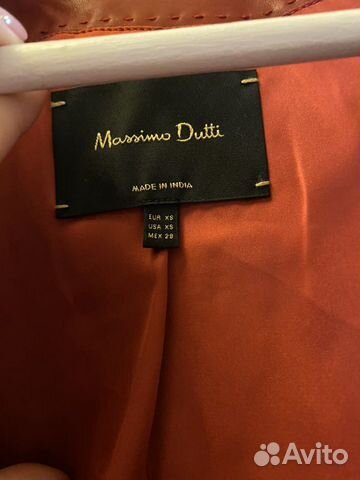 Massimo Dutti
MADE IN INDIA
EUR XS
USA XS
MEX 28
Avito